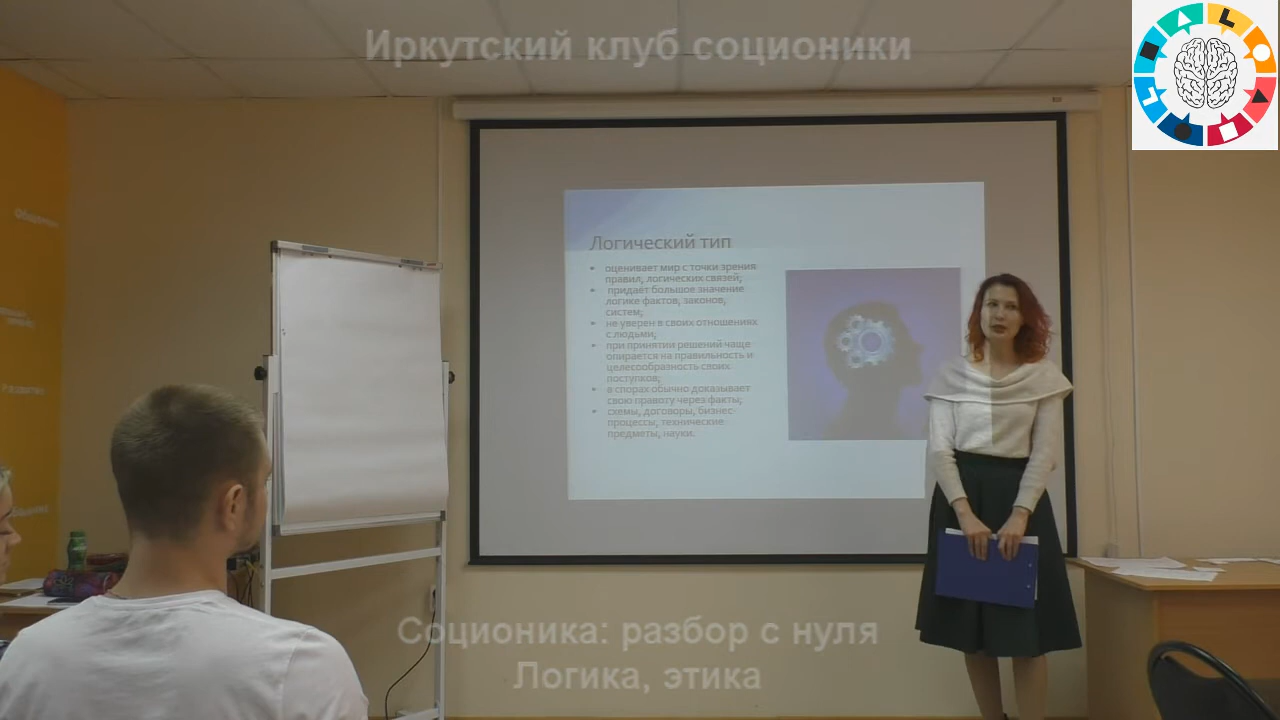 Иркутский клуб соционики
Логический тип
оценивает мир с точки зрения
правил, логических связей;
придаёт большое значение
логике фактов, законов,
систем;
не уверен в своих отношениях
с людьми;
при принятии решений чаще
опирается на правильность и
целесообразность своих
поступков;
в спорах обычно доказывает
свою правоту через факты;
схемы, договоры, бизнес-
процессы, технические
предметы, науки.
Соционика: разбор с нуля
Логика, этика